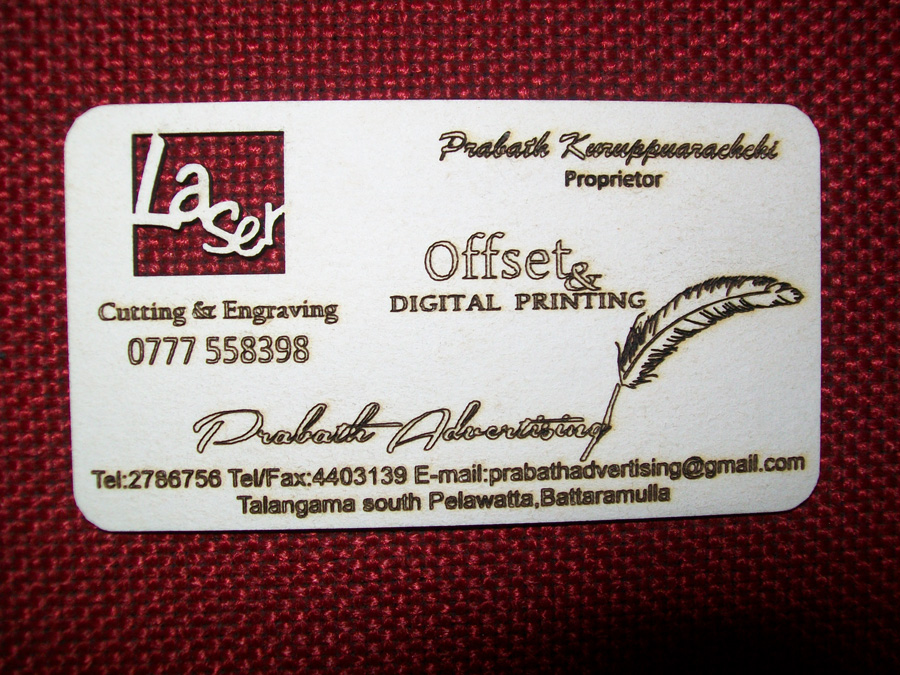 Laser
Cutting & Engraving
0777 558398
Prabath Kuruppuarachchi
Proprietor
Offset &
DIGITAL PRINTING
Prabath Advertising
Tel:2786756 Tel/Fax:4403139 E-mail:prabathadvertising@gmail.com
Talangama south Pelawatta,Battaramulla